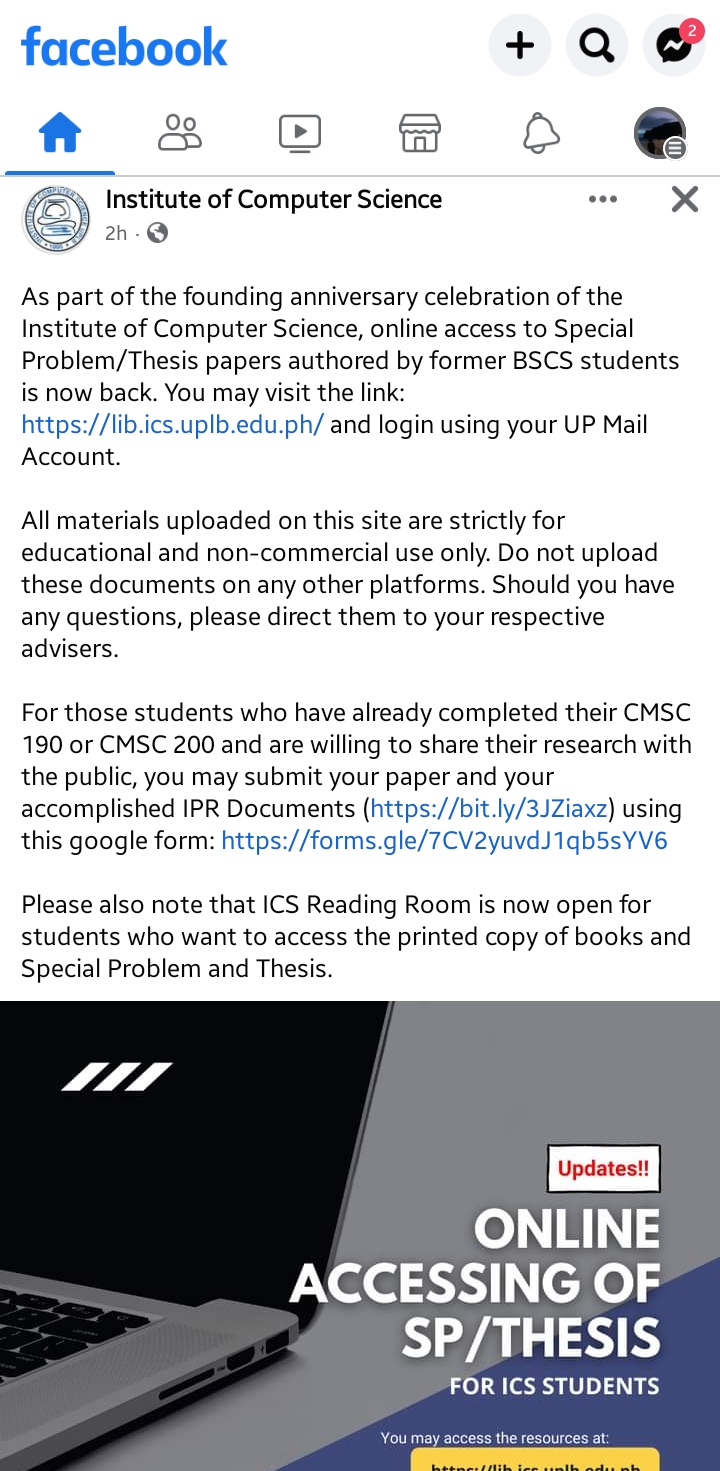 facebook
2
Institute of Computer Science
2h ·
As part of the founding anniversary celebration of the
Institute of Computer Science, online access to Special
Problem/Thesis papers authored by former BSCS students
is now back. You may visit the link:
https://lib.ics.uplb.edu.ph/ and login using your UP Mail
Account.
All materials uploaded on this site are strictly for
educational and non-commercial use only. Do not upload
these documents on any other platforms. Should you have
any questions, please direct them to your respective
advisers.
For those students who have already completed their CMSC
190 or CMSC 200 and are willing to share their research with
the public, you may submit your paper and your
accomplished IPR Documents (https://bit.ly/3JZiaxz) using
this google form: https://forms.gle/7CV2yuvdJ1qb5sYV6
Please also note that ICS Reading Room is now open for
students who want to access the printed copy of books and
Special Problem and Thesis.
Updates!!
ONLINE
ACCESSING OF
SP/THESIS
FOR ICS STUDENTS
You may access the resources at:
https://lib.ics.uplb.edu.ph